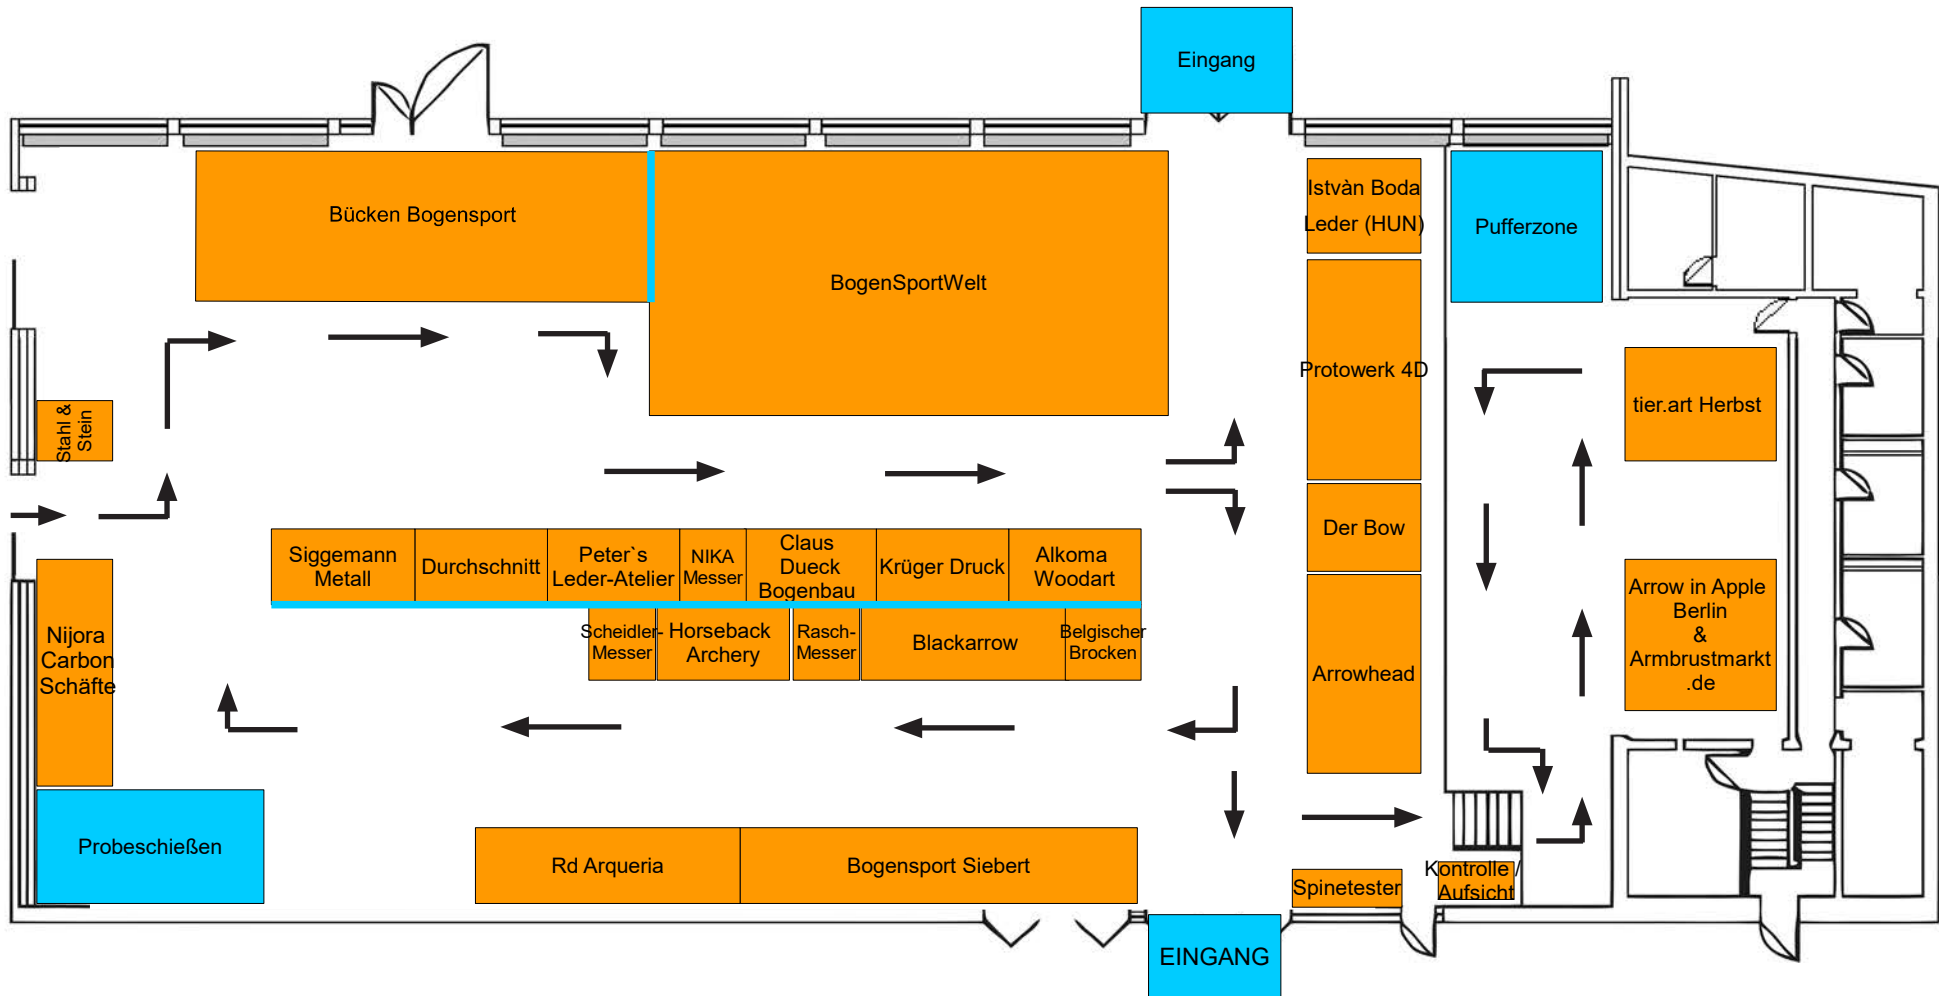 Eingang
Bücken Bogensport
BogenSportWelt
Istvàn Boda
Leder (HUN)
Pufferzone
Protowerk 4D
tier.art Herbst
Stahl &
Stein
Der Bow
Siggemann
Metall
Durchschnitt
Peter`s
Leder-Atelier
NIKA
Messer
Claus
Dueck
Bogenbau
Krüger Druck
Alkoma
Woodart
Arrow in Apple
Berlin
&
Armbrustmarkt
.de
Nijora
Carbon
Schäfte
Scheidler-
Messer
Horseback
Archery
Rasch-
Messer
Blackarrow
Belgischer
Brocken
Arrowhead
Probeschießen
Rd Arqueria
Bogensport Siebert
Spinetester
Kontrolle /
Aufsicht
EINGANG